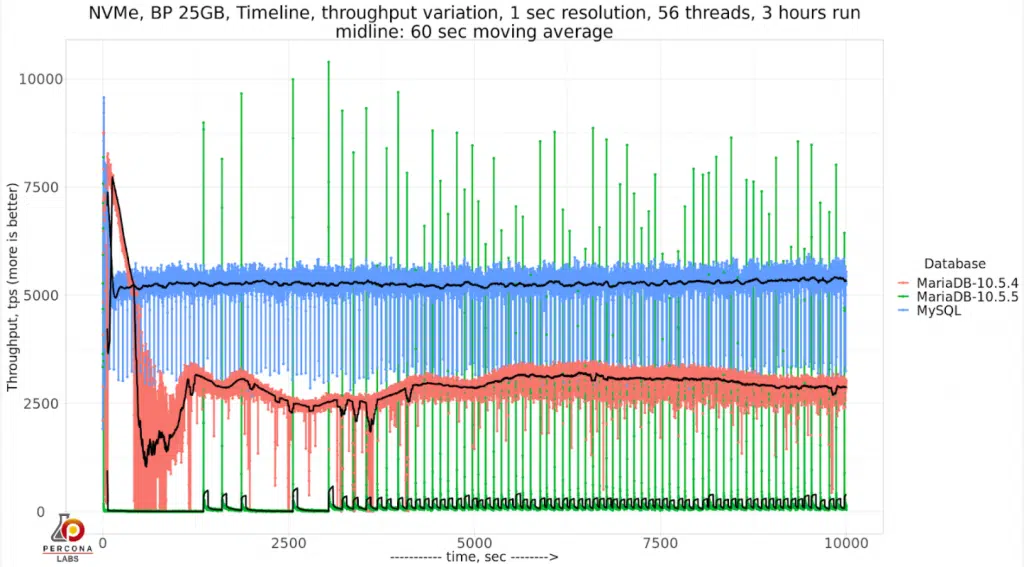 NVMe, BP 25GB, Timeline, throughput variation, 1 sec resolution, 56 threads, 3 hours run
midline: 60 sec moving average
Throughput, tps (more is better)
10000
7500
5000
2500
0
0
2500
5000
7500
10000
---------- time, sec -------->
Database
MariaDB-10.5.4
MariaDB-10.5.5
MySQL
PERCONA
LABS